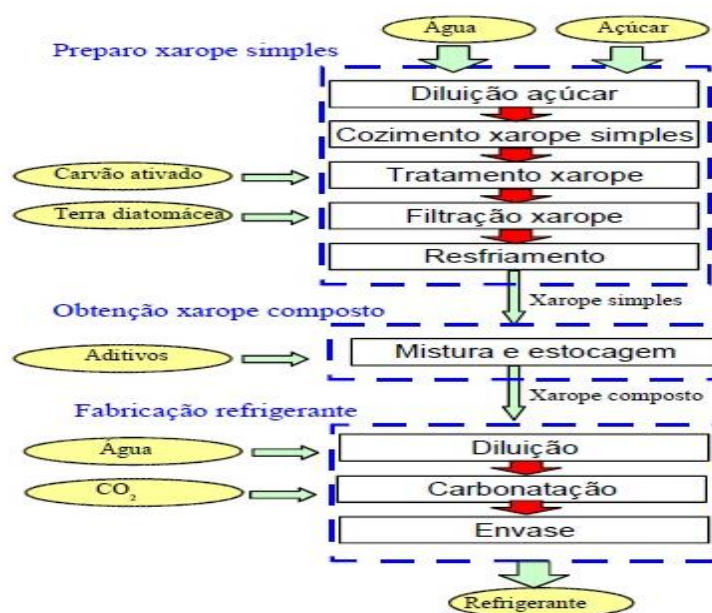 Água
Açúcar
Preparo xarope simples
Diluição açúcar
Cozimento xarope simples
Carvão ativado
Tratamento xarope
Terra diatomácea
Filtração xarope
Resfriamento
Xarope simples
Obtenção xarope composto
Aditivos
Mistura e estocagem
Xarope composto
Fabricação refrigerante
Água
Diluição
CO₂
Carbonatação
Envase
Refrigerante